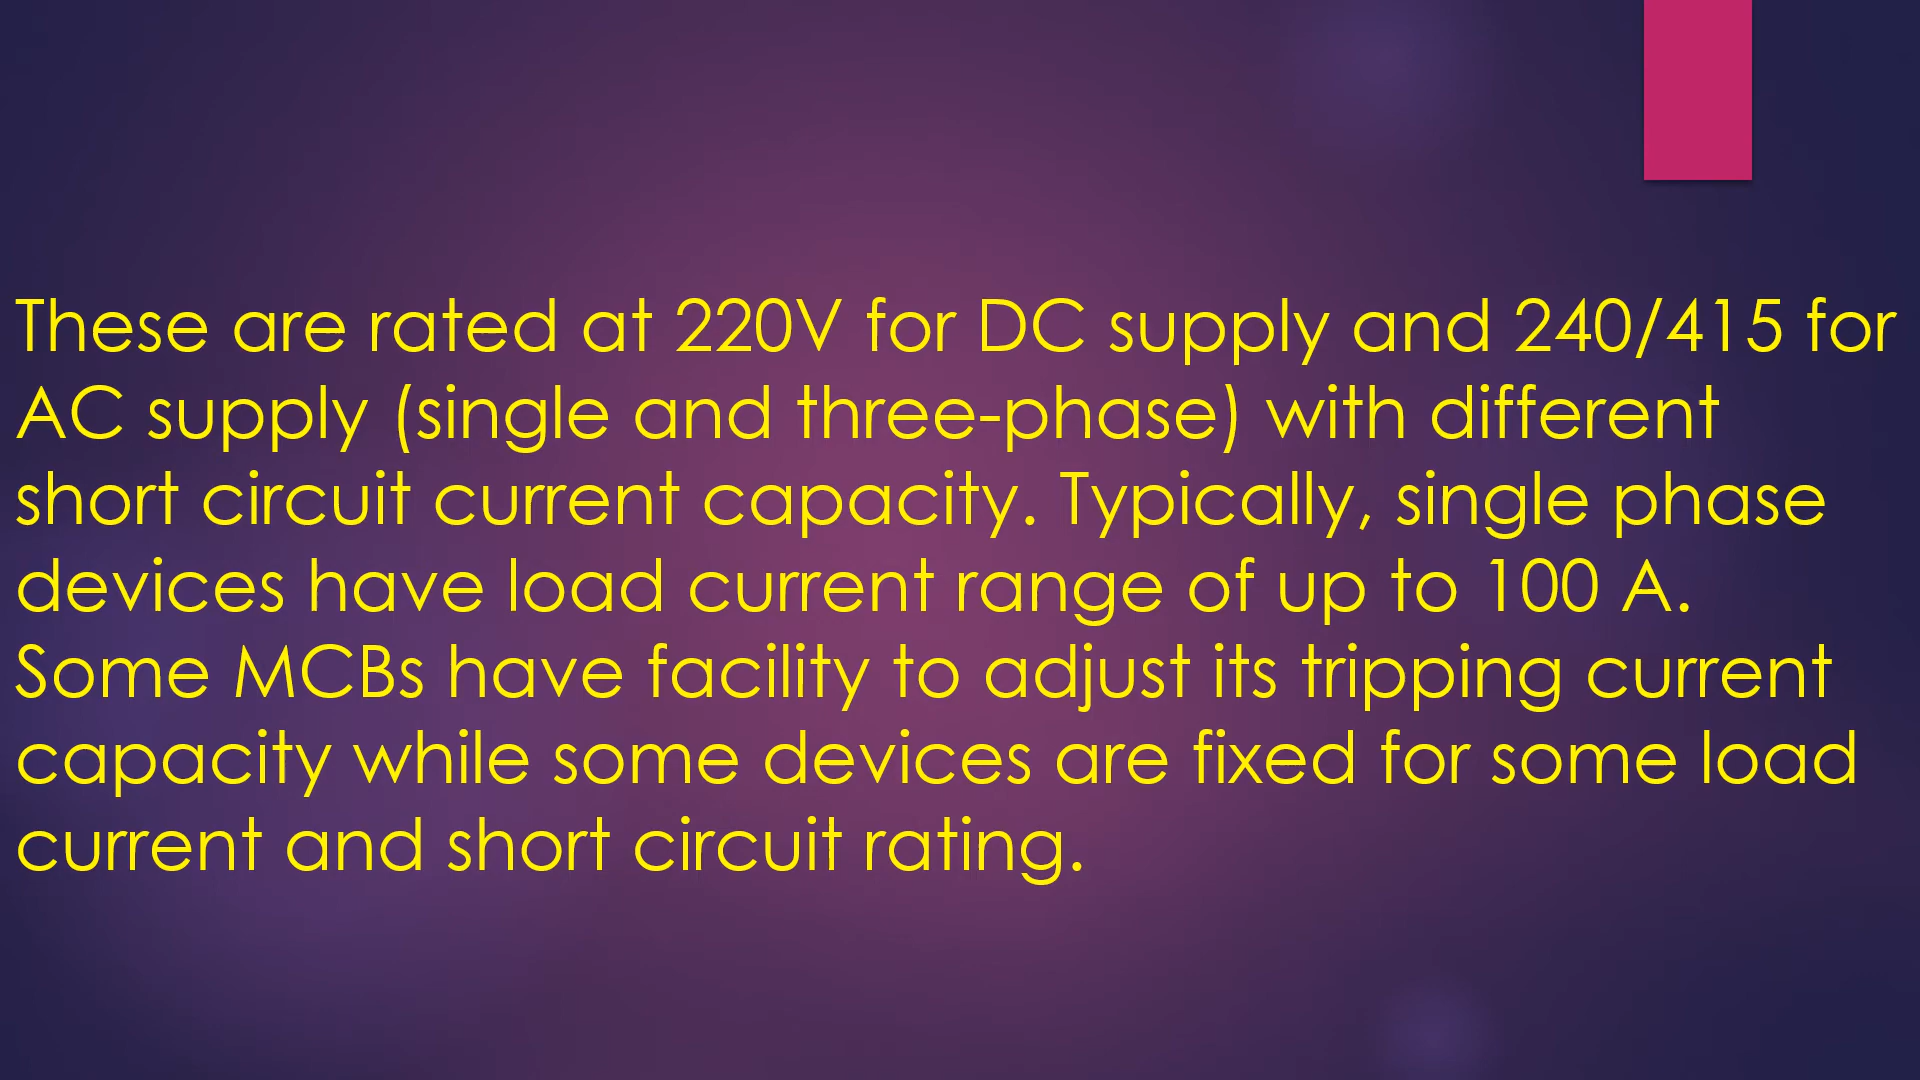 These are rated at 220V for DC supply and 240/415 for
AC supply (single and three-phase) with different
short circuit current capacity. Typically, single phase
devices have load current range of up to 100 A.
Some MCBs have facility to adjust its tripping current
capacity while some devices are fixed for some load
current and short circuit rating.